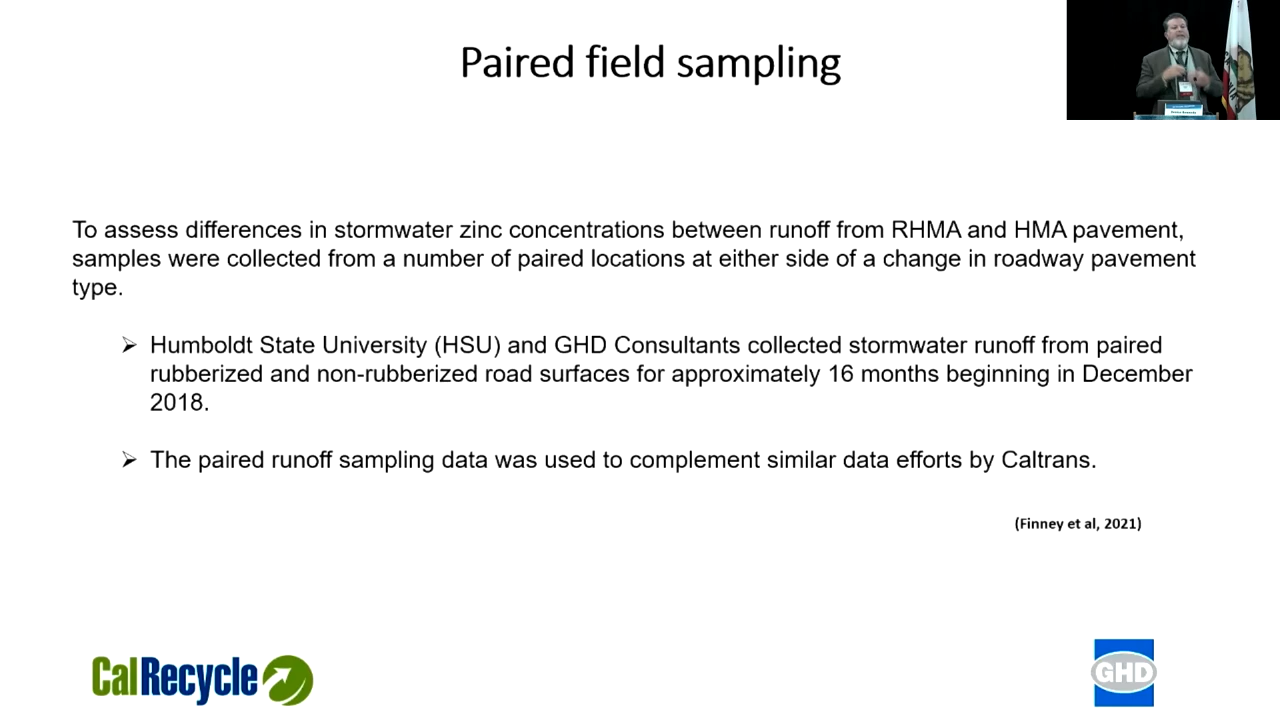 Paired field sampling
To assess differences in stormwater zinc concentrations between runoff from RHMA and HMA pavement,
samples were collected from a number of paired locations at either side of a change in roadway pavement
type.
Humboldt State University (HSU) and GHD Consultants collected stormwater runoff from paired
rubberized and non-rubberized road surfaces for approximately 16 months beginning in December
2018.
The paired runoff sampling data was used to complement similar data efforts by Caltrans.
(Finney et al, 2021)
CalRecycle
GHD